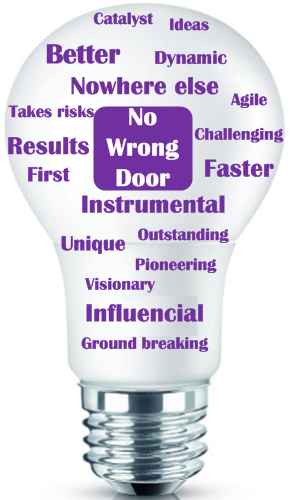 Catalyst
Ideas
Better
Dynamic
Nowhere else
Agile
Takes risks
No
Wrong
Door
Challenging
Results
First
Faster
Instrumental
Outstanding
Unique
Pioneering
Visionary
Influencial
Ground breaking